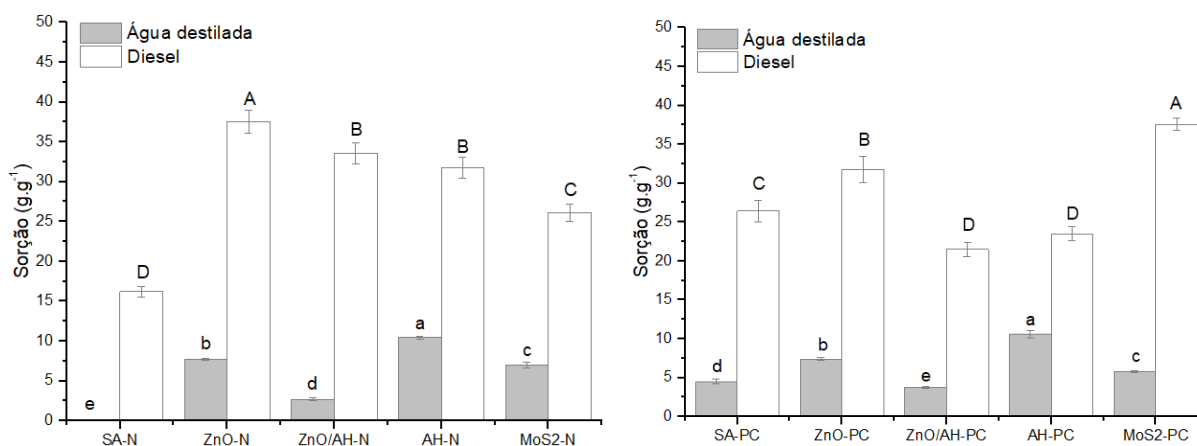 Sorção (g.g⁻¹)
50
45
40
35
30
25
20
15
10
5
0
Água destilada
Diesel
e
D
b
A
d
B
a
B
c
C
SA-N
ZnO-N
ZnO/AH-N
AH-N
MoS2-N
Sorção (g.g⁻¹)
50
45
40
35
30
25
20
15
10
5
0
Água destilada
Diesel
d
C
b
B
e
D
a
D
c
A
SA-PC
ZnO-PC
ZnO/AH-PC
AH-PC
MoS2-PC